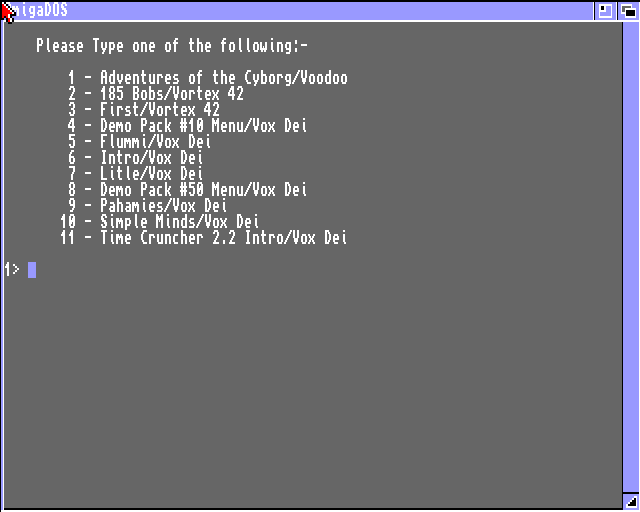 migaDOS
Please Type one of the following:-
1 - Adventures of the Cyborg/Voodoo
2 - 185 Bobs/Vortex 42
3 - First/Vortex 42
4 - Demo Pack #10 Menu/Vox Dei
5 - Flummi/Vox Dei
6 - Intro/Vox Dei
7 - Litle/Vox Dei
8 - Demo Pack #50 Menu/Vox Dei
9 - Pahamies/Vox Dei
10 - Simple Minds/Vox Dei
11 - Time Cruncher 2.2 Intro/Vox Dei
1>